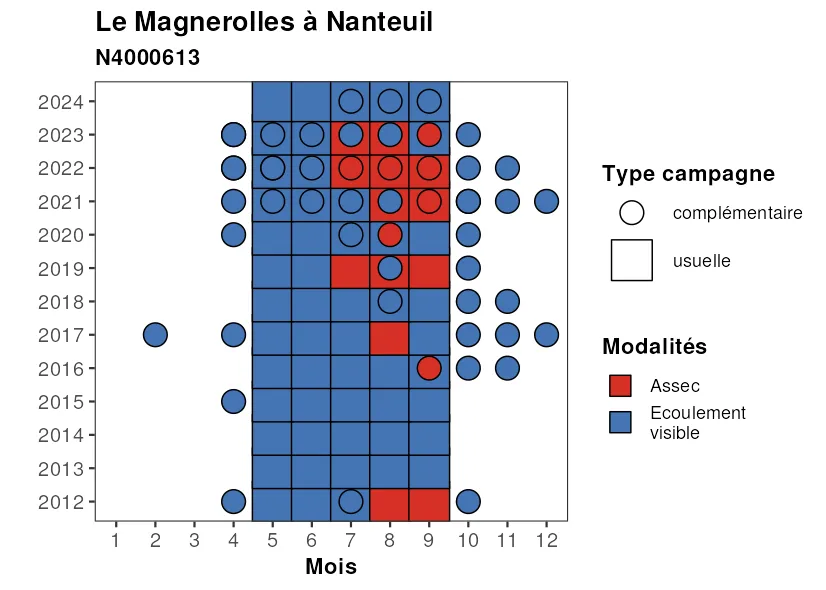 Le Magnerolles à Nanteuil
N4000613
2024
2023
2022
2021
2020
2019
2018
2017
2016
2015
2014
2013
2012
1 2 3 4 5 6 7 8 9 10 11 12
Mois
Type campagne
complémentaire
usuelle
Modalités
Assec
Ecoulement
visible